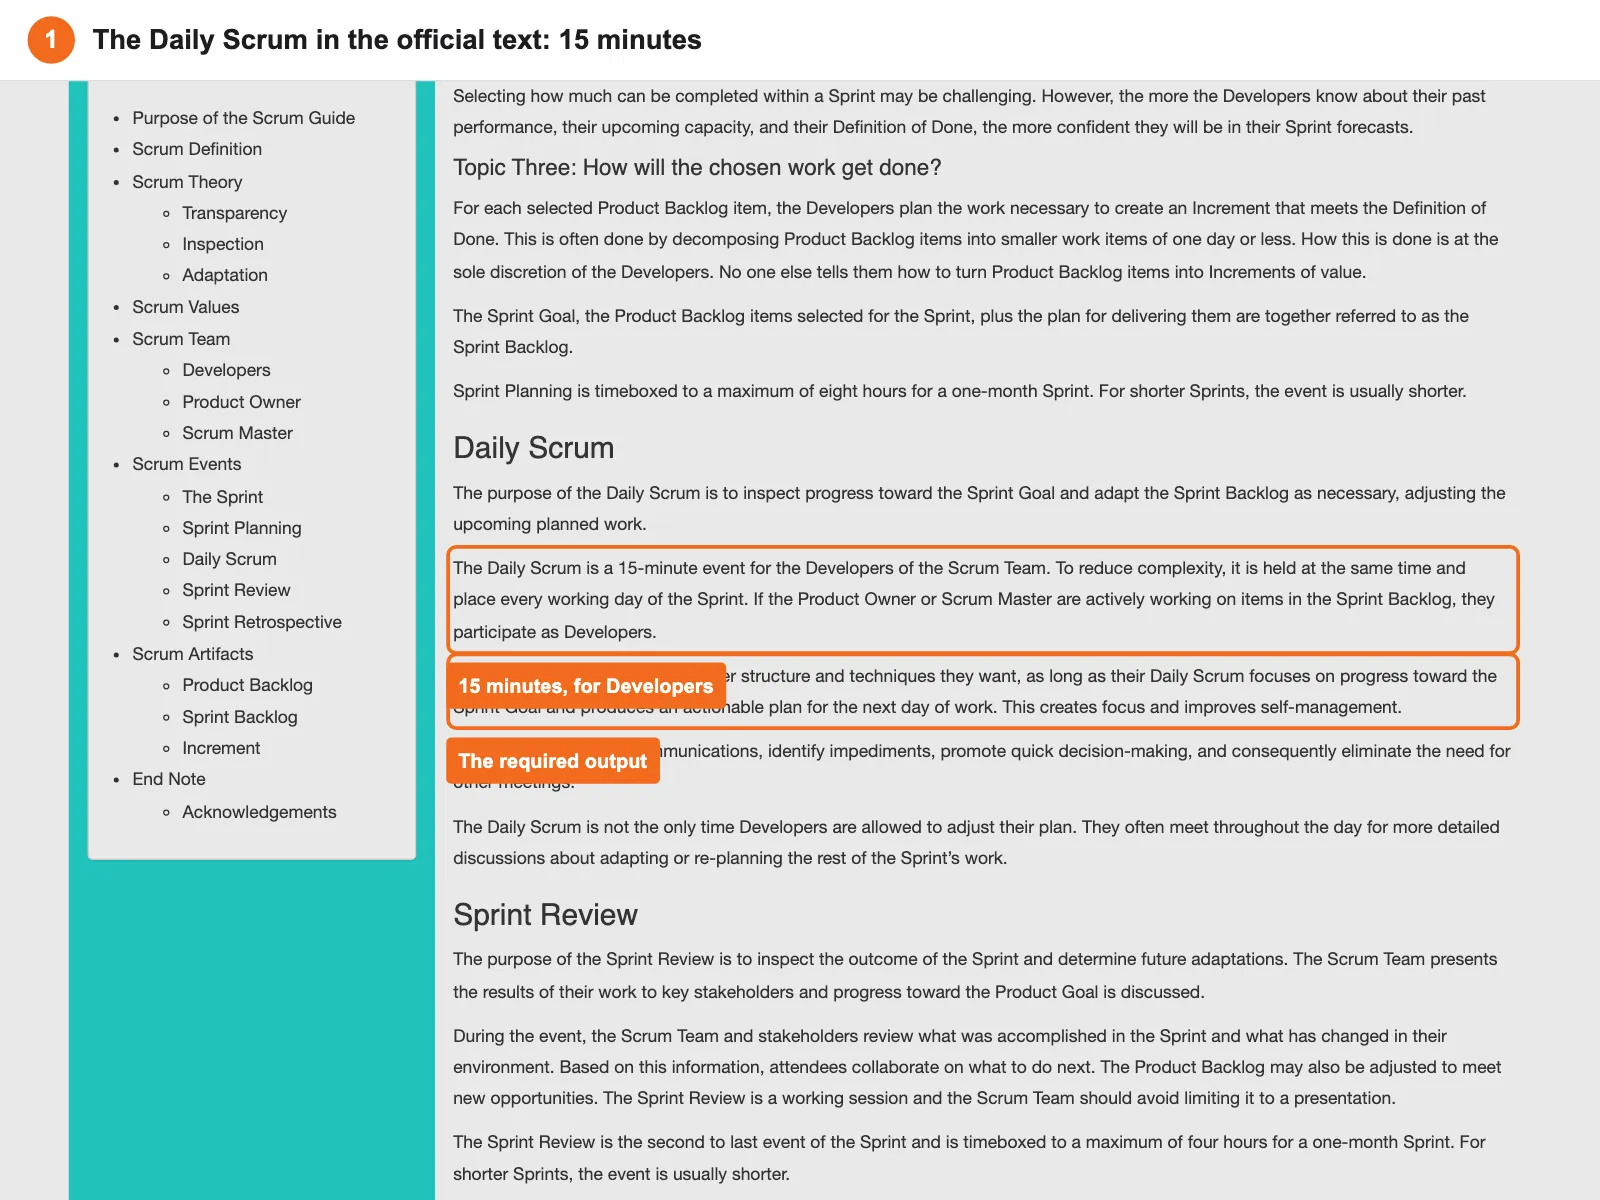 1
The Daily Scrum in the official text: 15 minutes
Purpose of the Scrum Guide
Scrum Definition
Scrum Theory
Transparency
Inspection
Adaptation
Scrum Values
Scrum Team
Developers
Product Owner
Scrum Master
Scrum Events
The Sprint
Sprint Planning
Daily Scrum
Sprint Review
Sprint Retrospective
Scrum Artifacts
Product Backlog
Sprint Backlog
Increment
End Note
Acknowledgements
Selecting how much can be completed within a Sprint may be challenging. However, the more the Developers know about their past
performance, their upcoming capacity, and their Definition of Done, the more confident they will be in their Sprint forecasts.
Topic Three: How will the chosen work get done?
For each selected Product Backlog item, the Developers plan the work necessary to create an Increment that meets the Definition of
Done. This is often done by decomposing Product Backlog items into smaller work items of one day or less. How this is done is at the
sole discretion of the Developers. No one else tells them how to turn Product Backlog items into Increments of value.
The Sprint Goal, the Product Backlog items selected for the Sprint, plus the plan for delivering them are together referred to as the
Sprint Backlog.
Sprint Planning is timeboxed to a maximum of eight hours for a one-month Sprint. For shorter Sprints, the event is usually shorter.
Daily Scrum
The purpose of the Daily Scrum is to inspect progress toward the Sprint Goal and adapt the Sprint Backlog as necessary, adjusting the
upcoming planned work.
The Daily Scrum is a 15-minute event for the Developers of the Scrum Team. To reduce complexity, it is held at the same time and
place every working day of the Sprint. If the Product Owner or Scrum Master are actively working on items in the Sprint Backlog, they
participate as Developers.
15 minutes, for Developers
structure and techniques they want, as long as their Daily Scrum focuses on progress toward the
Sprint Goal and produces an actionable plan for the next day of work. This creates focus and improves self-management.
The required output
identify impediments, promote quick decision-making, and consequently eliminate the need for
other meetings.
The Daily Scrum is not the only time Developers are allowed to adjust their plan. They often meet throughout the day for more detailed
discussions about adapting or re-planning the rest of the Sprint’s work.
Sprint Review
The purpose of the Sprint Review is to inspect the outcome of the Sprint and determine future adaptations. The Scrum Team presents
the results of their work to key stakeholders and progress toward the Product Goal is discussed.
During the event, the Scrum Team and stakeholders review what was accomplished in the Sprint and what has changed in their
environment. Based on this information, attendees collaborate on what to do next. The Product Backlog may also be adjusted to meet
new opportunities. The Sprint Review is a working session and the Scrum Team should avoid limiting it to a presentation.
The Sprint Review is the second to last event of the Sprint and is timeboxed to a maximum of four hours for a one-month Sprint. For
shorter Sprints, the event is usually shorter.